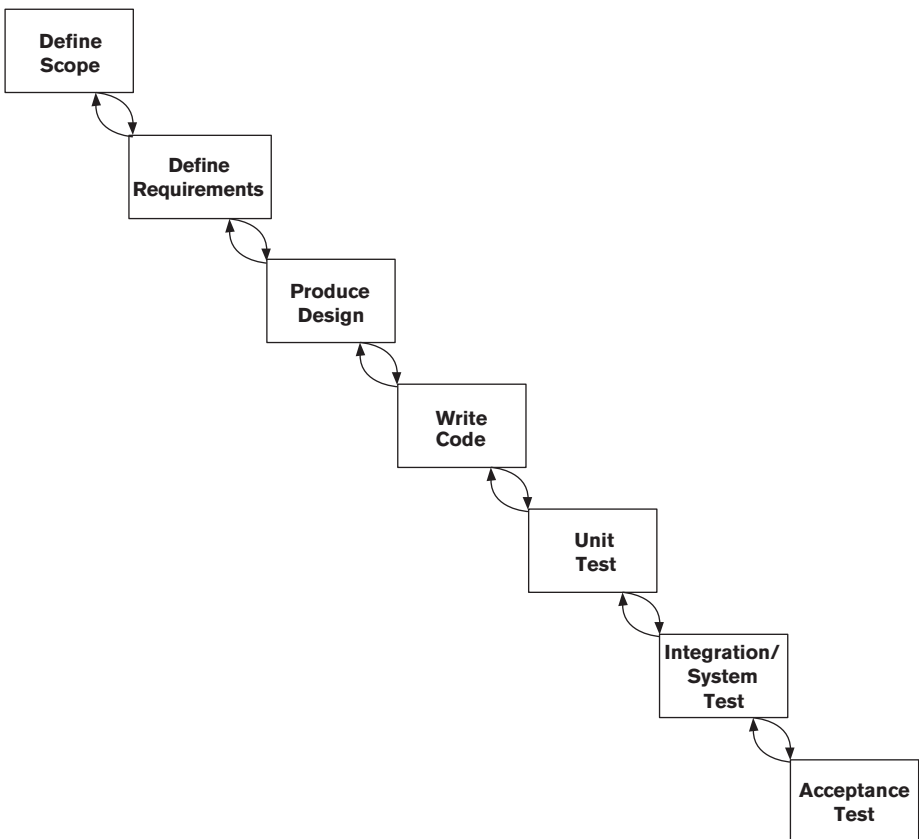 Define
Scope
Define
Requirements
Produce
Design
Write
Code
Unit
Test
Integration/
System
Test
Acceptance
Test